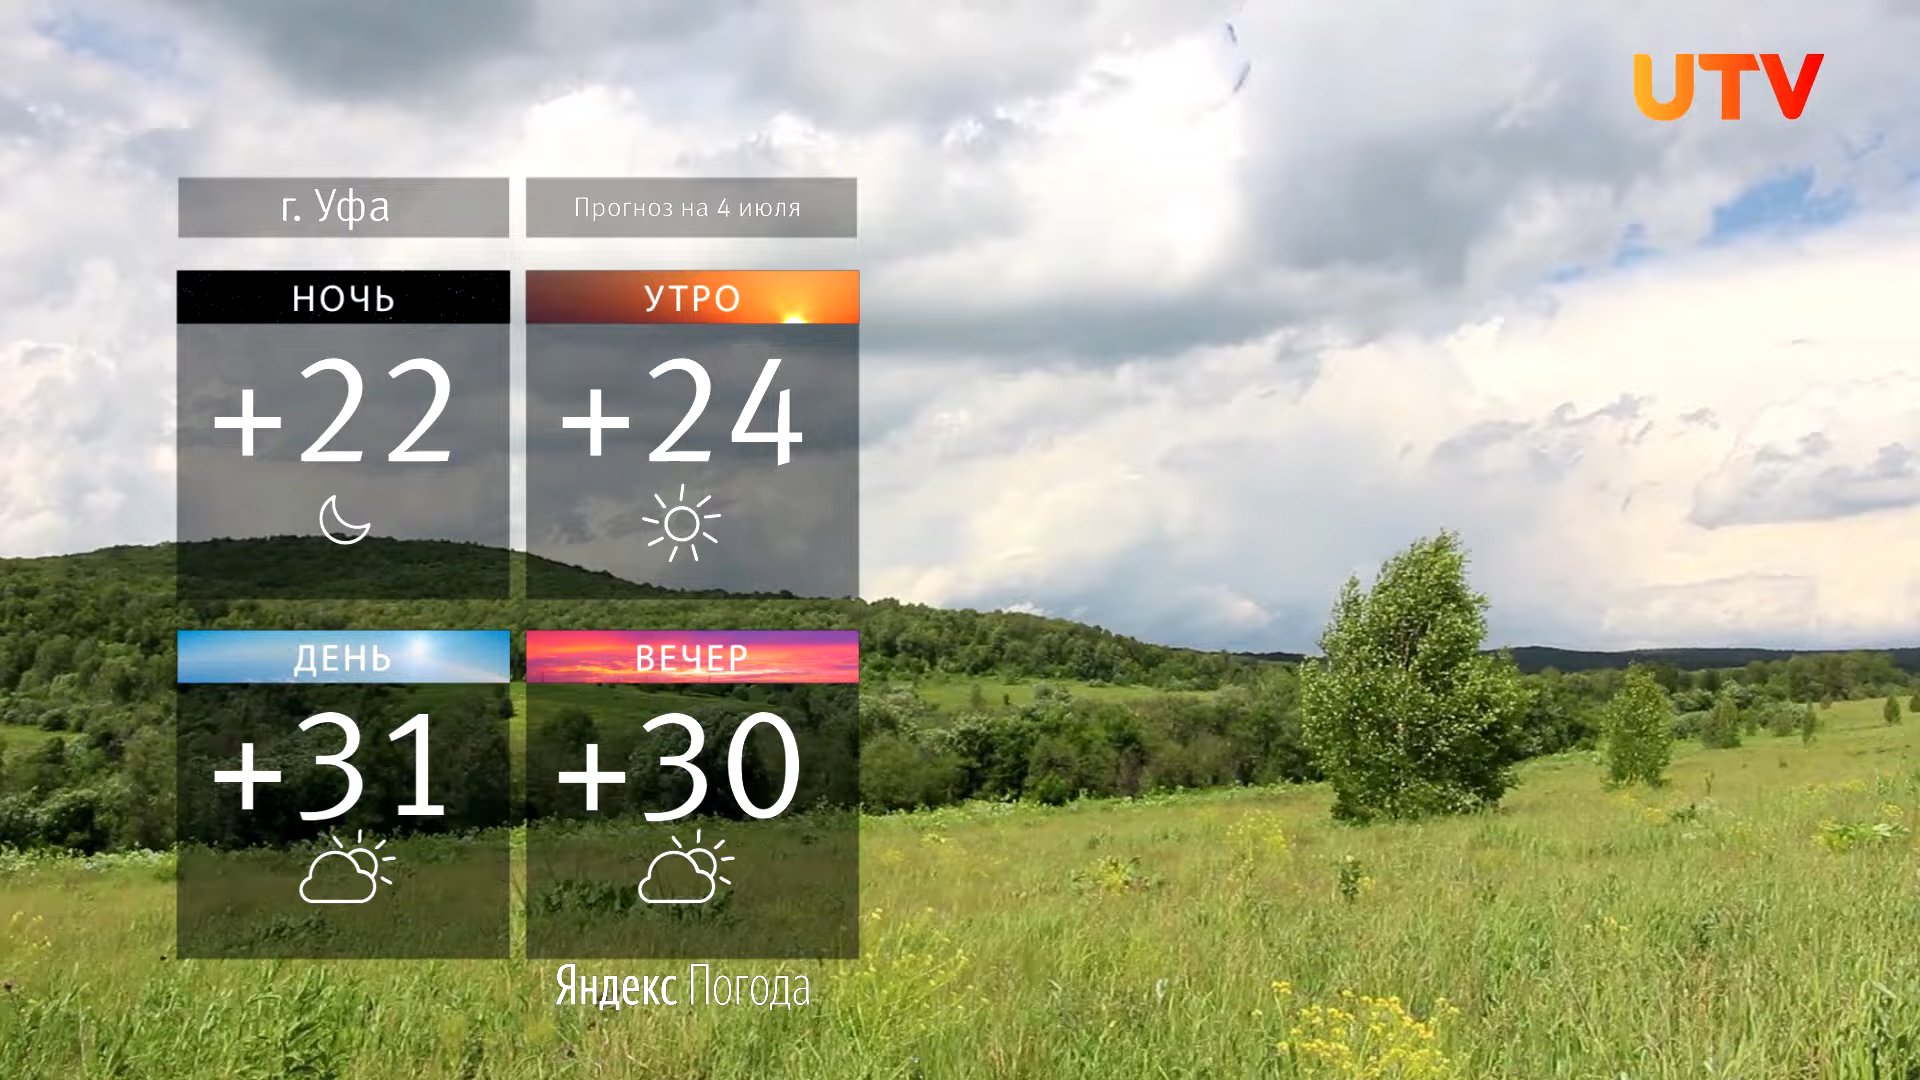 UTV
г. Уфа
Прогноз на 4 июля
НОЧЬ
УТРО
+22
+24
ДЕНЬ
ВЕЧЕР
+31
+30
Яндекс Погода